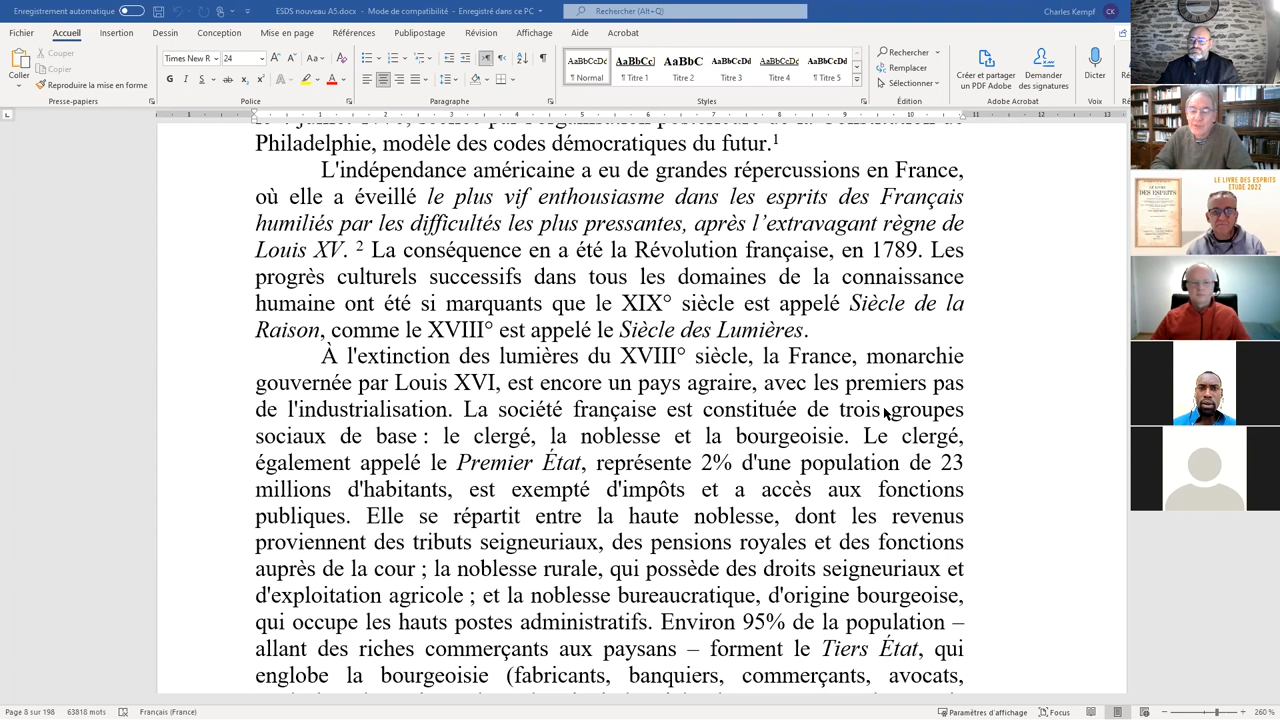 Enregistrement automatique
ESDS nouveau A5.docx - Mode de compatibilité - Enregistré dans ce PC
Rechercher (Alt+Q)
Charles Kempf
CK
Fichier Accueil Insertion Dessin Conception Mise en page Références Publipostage Révision Affichage Aide Acrobat
Coller
Couper
Copier
Reproduire la mise en forme
Presse-papiers
Times New R 24
G I S
Police
Paragraphe
AaBbCcDc AaBbCcI AaBbC AaBbCcDc AaBbCcDc AaBbCcDc
¶ Normal ¶ Titre 1 ¶ Titre 2 ¶ Titre 3 ¶ Titre 4 ¶ Titre 5
Styles
Rechercher
Remplacer
Sélectionner
Édition
Créer et partager
un PDF Adobe
Demander
des signatures
Adobe Acrobat
Dicter
Voix
Philadelphie, modèle des codes démocratiques du futur.¹
L'indépendance américaine a eu de grandes répercussions en France,
où elle a éveillé les plus d'enthousiasme dans les esprits des Français
humiliés par les difficultés les plus pressantes, après l’extravagant règne de
Louis XV. ² La conséquence en a été la Révolution française, en 1789. Les
progrès culturels successifs dans tous les domaines de la connaissance
humaine ont été si marquants que le XIX° siècle est appelé Siècle de la
Raison, comme le XVIII° est appelé le Siècle des Lumières.
À l'extinction des lumières du XVIII° siècle, la France, monarchie
gouvernée par Louis XVI, est encore un pays agraire, avec les premiers pas
de l'industrialisation. La société française est constituée de trois groupes
sociaux de base : le clergé, la noblesse et la bourgeoisie. Le clergé,
également appelé le Premier État, représente 2% d'une population de 23
millions d'habitants, est exempté d'impôts et a accès aux fonctions
publiques. Elle se répartit entre la haute noblesse, dont les revenus
proviennent des tributs seigneuriaux, des pensions royales et des fonctions
auprès de la cour ; la noblesse rurale, qui possède des droits seigneuriaux et
d'exploitation agricole ; et la noblesse bureaucratique, d'origine bourgeoise,
qui occupe les hauts postes administratifs. Environ 95% de la population –
allant des riches commerçants aux paysans – forment le Tiers État, qui
englobe la bourgeoisie (fabricants, banquiers, commerçants, avocats,
LE LIVRE DES ESPRITS
ETUDE 2022
DES ESPRITS
Page 8 sur 198 63818 mots Français (France)
Paramètres d'affichage Focus 260 %